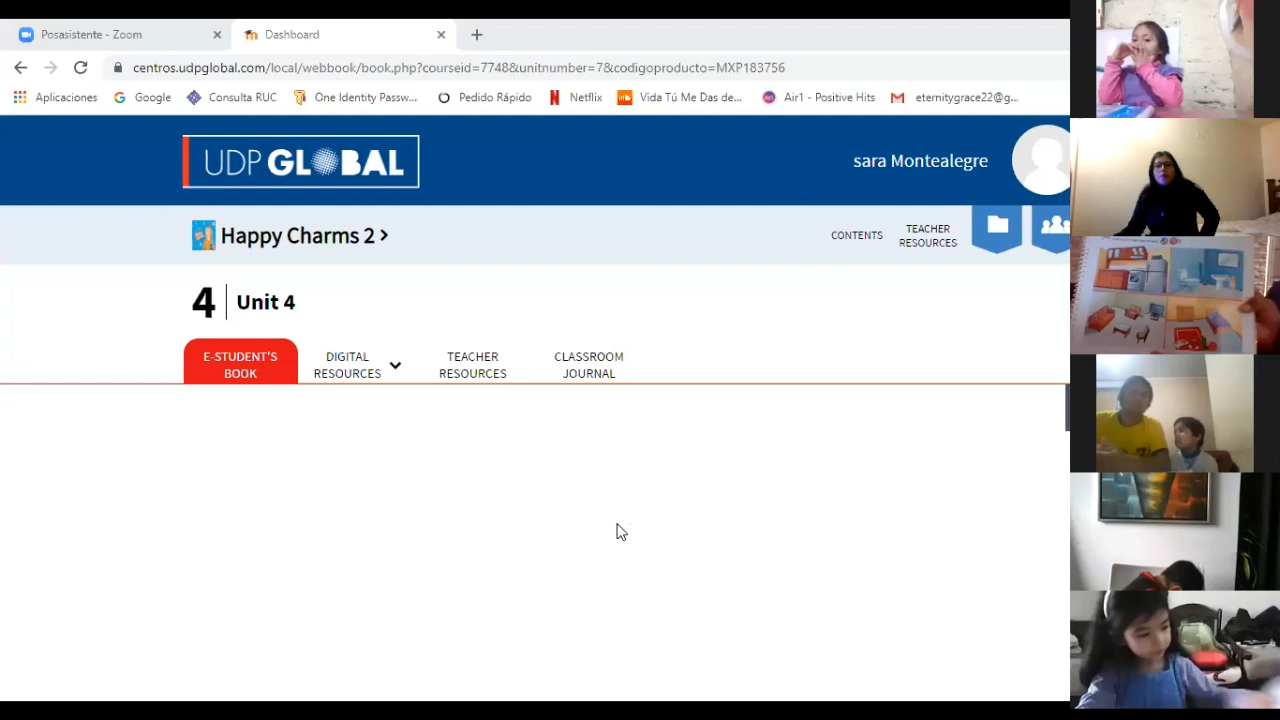 Posasistente - Zoom
Dashboard
centros.udpglobal.com/local/webbook/book.php?courseid=7748&unitnumber=7&codigoproducto=MXP183756
Aplicaciones Google Consulta RUC One Identity Passw... Pedido Rápido Netflix Vida Tú Me Das de... Air1 - Positive Hits eternitygrace22@g...
UDP GLOBAL
sara Montealegre
Happy Charms 2 >
CONTENTS
TEACHER
RESOURCES
4 | Unit 4
E-STUDENT'S
BOOK
DIGITAL
RESOURCES
TEACHER
RESOURCES
CLASSROOM
JOURNAL